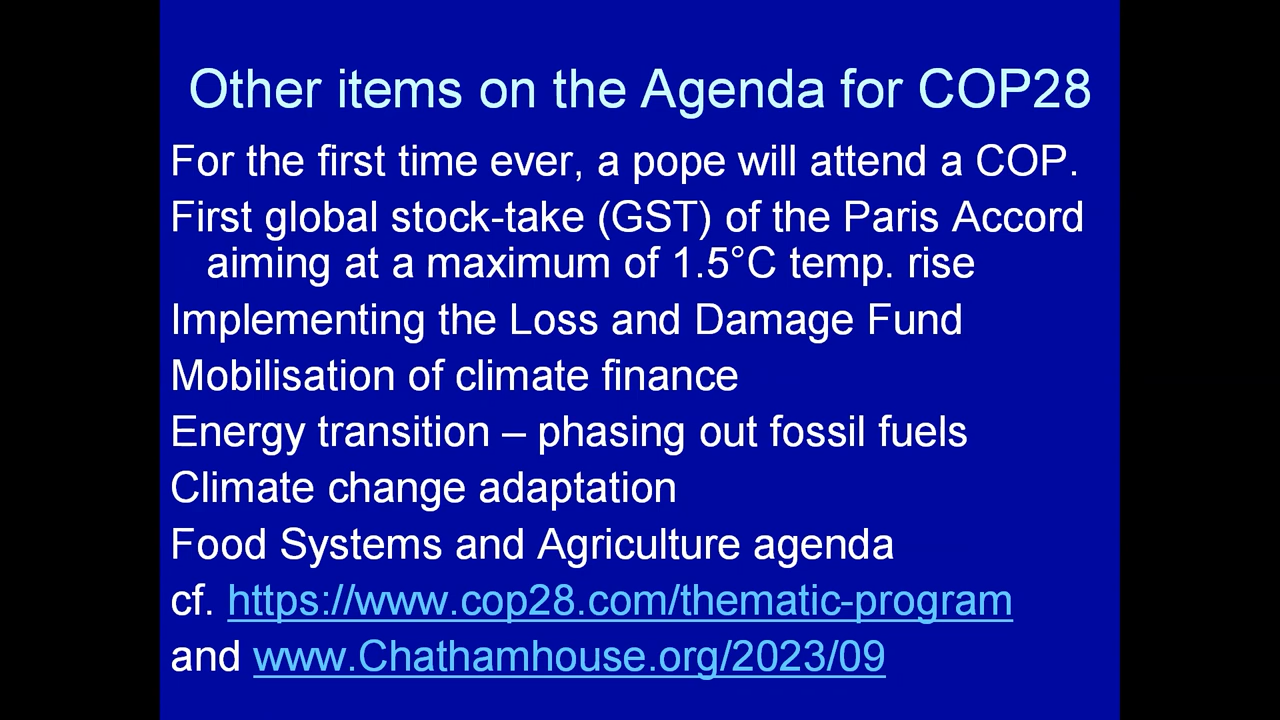 Other items on the Agenda for COP28
For the first time ever, a pope will attend a COP.
First global stock-take (GST) of the Paris Accord
aiming at a maximum of 1.5°C temp. rise
Implementing the Loss and Damage Fund
Mobilisation of climate finance
Energy transition – phasing out fossil fuels
Climate change adaptation
Food Systems and Agriculture agenda
cf. https://www.cop28.com/thematic-program
and www.Chathamhouse.org/2023/09